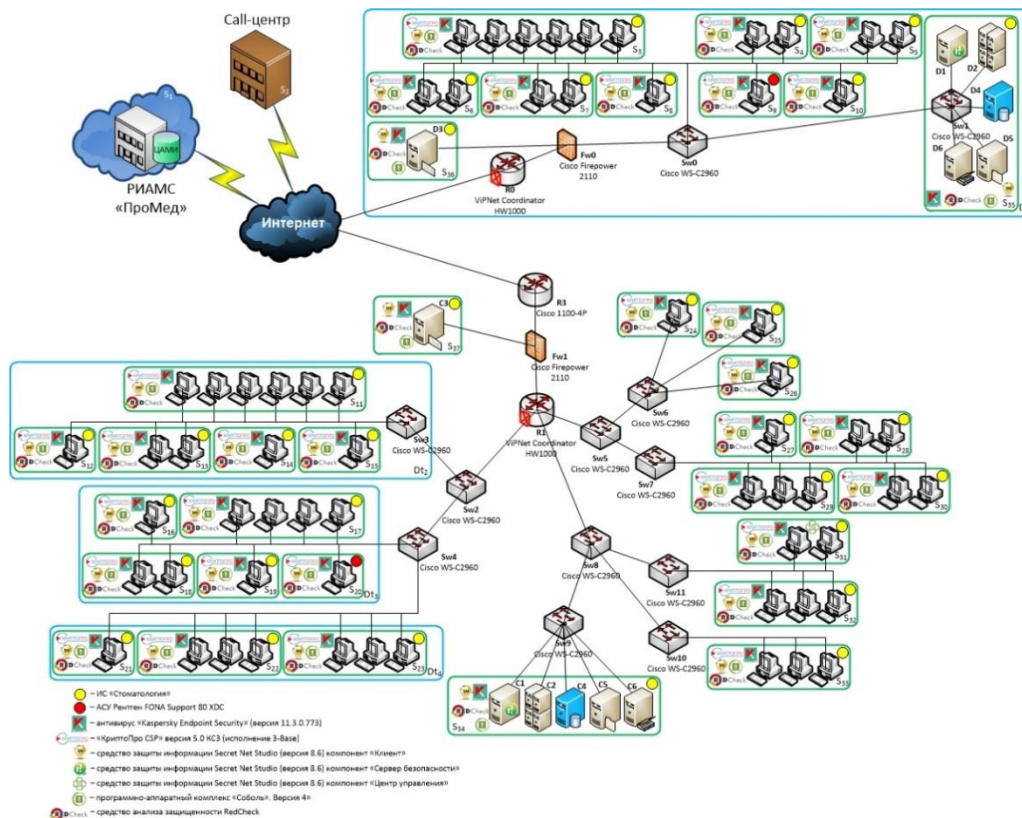 Call-центр
S₁
S₂
ЦАМИ
РИАМС
«ПроМед»
Интернет
S₃
S₄
S₅
S₆
S₇
S₈
S₉
S₁₀
D1
D2
D4
D5
D6
Sw1
Cisco WS-C2960
S₃₅
D3
S₃₆
R0
ViPNet Coordinator
HW1000
Fw0
Cisco Firepower
2110
Sw0
Cisco WS-C2960
R3
Cisco 1100-4P
C3
S₃₇
Fw1
Cisco Firepower
2110
R1
ViPNet Coordinator
HW1000
S₁₁
S₁₂
S₁₃
S₁₄
S₁₅
Sw3
Cisco WS-C2960
Dt₂
Sw2
Cisco WS-C2960
Sw4
Cisco WS-C2960
S₁₆
S₁₇
S₁₈
S₁₉
S₂₀
Dt₃
S₂₁
S₂₂
S₂₃
Dt₄
S₂₄
S₂₅
S₂₆
Sw6
Cisco WS-C2960
Sw5
Cisco WS-C2960
Sw7
Cisco WS-C2960
S₂₇
S₂₈
S₂₉
S₃₀
Sw8
Cisco WS-C2960
Sw11
Cisco WS-C2960
S₃₁
S₃₂
Sw9
Cisco WS-C2960
Sw10
Cisco WS-C2960
S₃₃
C1
C2
C4
C5
C6
S₃₄
– ИС «Стоматология»
– АСУ Рентген FONA Support 80 XDC
– антивирус «Kaspersky Endpoint Security» (версия 11.3.0.773)
– «КриптоПро CSP» версия 5.0 КС3 (исполнение 3-Base)
– средство защиты информации Secret Net Studio (версия 8.6) компонент «Клиент»
– средство защиты информации Secret Net Studio (версия 8.6) компонент «Сервер безопасности»
– средство защиты информации Secret Net Studio (версия 8.6) компонент «Центр управления»
– программно-аппаратный комплекс «Соболь. Версия 4»
DCheck – средство анализа защищенности RedCheck